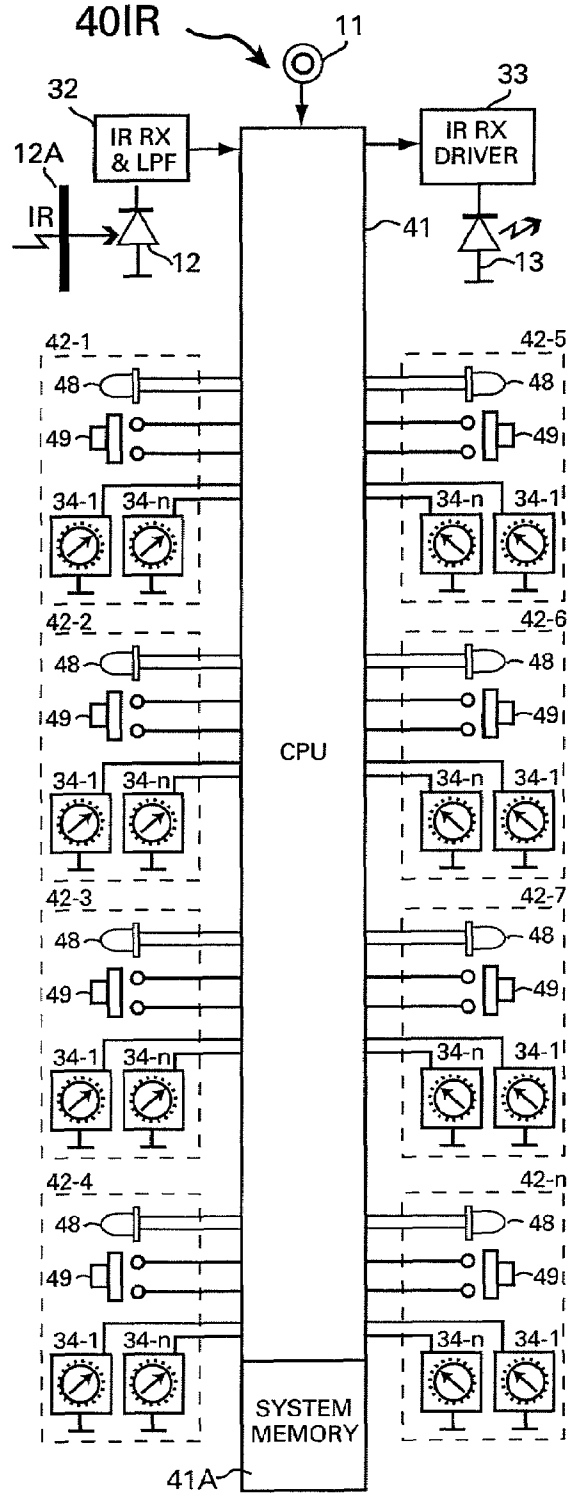 40IR
11
32
33
IR RX
& LPF
IR RX
DRIVER
12A
IR
12
41
13
42-1
42-5
48
48
49
49
34-1 34-n
34-n 34-1
42-2
42-6
48
48
49
49
CPU
34-1 34-n
34-n 34-1
42-3
42-7
48
48
49
49
34-1 34-n
34-n 34-1
42-4
42-n
48
48
49
49
34-1 34-n
34-n 34-1
SYSTEM
MEMORY
41A